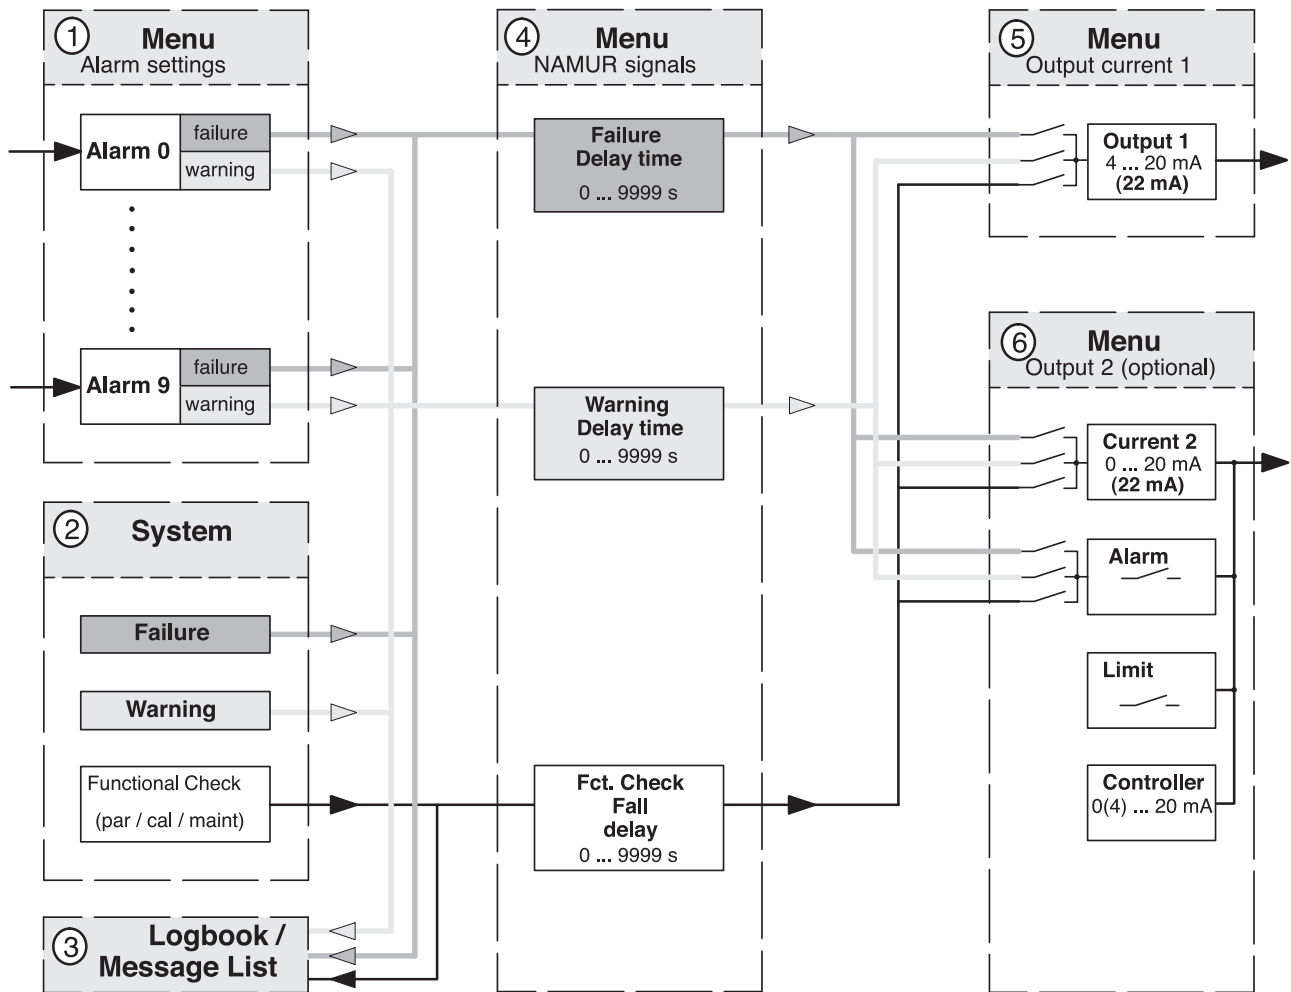 1 Menu
Alarm settings
Alarm 0
failure
warning
Alarm 9
failure
warning
2 System
Failure
Warning
Functional Check
(par / cal / maint)
3 Logbook /
Message List
4 Menu
NAMUR signals
Failure
Delay time
0 ... 9999 s
Warning
Delay time
0 ... 9999 s
Fct. Check
Fall
delay
0 ... 9999 s
5 Menu
Output current 1
Output 1
4 ... 20 mA
(22 mA)
6 Menu
Output 2 (optional)
Current 2
0 ... 20 mA
(22 mA)
Alarm
Limit
Controller
0(4) ... 20 mA